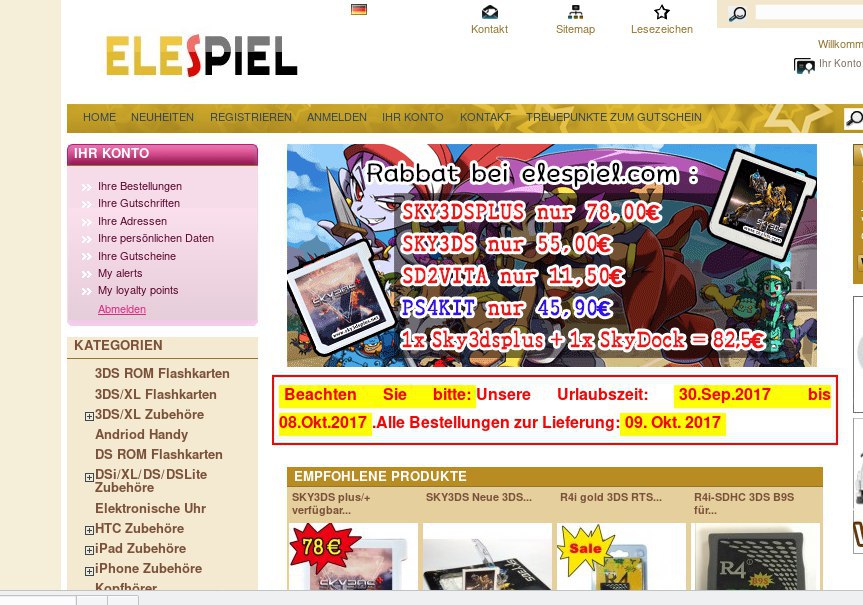 Kontakt
Sitemap
Lesezeichen
ELESPIEL
Willkomm
Ihr Konto
HOME NEUHEITEN REGISTRIEREN ANMELDEN IHR KONTO KONTAKT TREUEPUNKTE ZUM GUTSCHEIN
IHR KONTO
Ihre Bestellungen
Ihre Gutschriften
Ihre Adressen
Ihre persönlichen Daten
Ihre Gutscheine
My alerts
My loyalty points
Abmelden
KATEGORIEN
3DS ROM Flashkarten
3DS/XL Flashkarten
3DS/XL Zubehöre
Andriod Handy
DS ROM Flashkarten
DSi/XL/DS/DSLite
Zubehöre
Elektronische Uhr
HTC Zubehöre
iPad Zubehöre
iPhone Zubehöre
Kopfhörer
Rabbat bei elespiel.com :
SKY3DSPLUS nur 78,00€
SKY3DS nur 55,00€
SD2VITA nur 11,50€
PS4KIT nur 45,90€
1x Sky3dsplus + 1x SkyDock = 82,5€
Beachten Sie bitte: Unsere Urlaubszeit: 30.Sep.2017 bis
08.Okt.2017 .Alle Bestellungen zur Lieferung: 09. Okt. 2017
EMPFOHLENE PRODUKTE
SKY3DS plus/+
verfügbar...
SKY3DS Neue 3DS...
R4i gold 3DS RTS...
R4i-SDHC 3DS B9S
für...
78€
Sale
R4